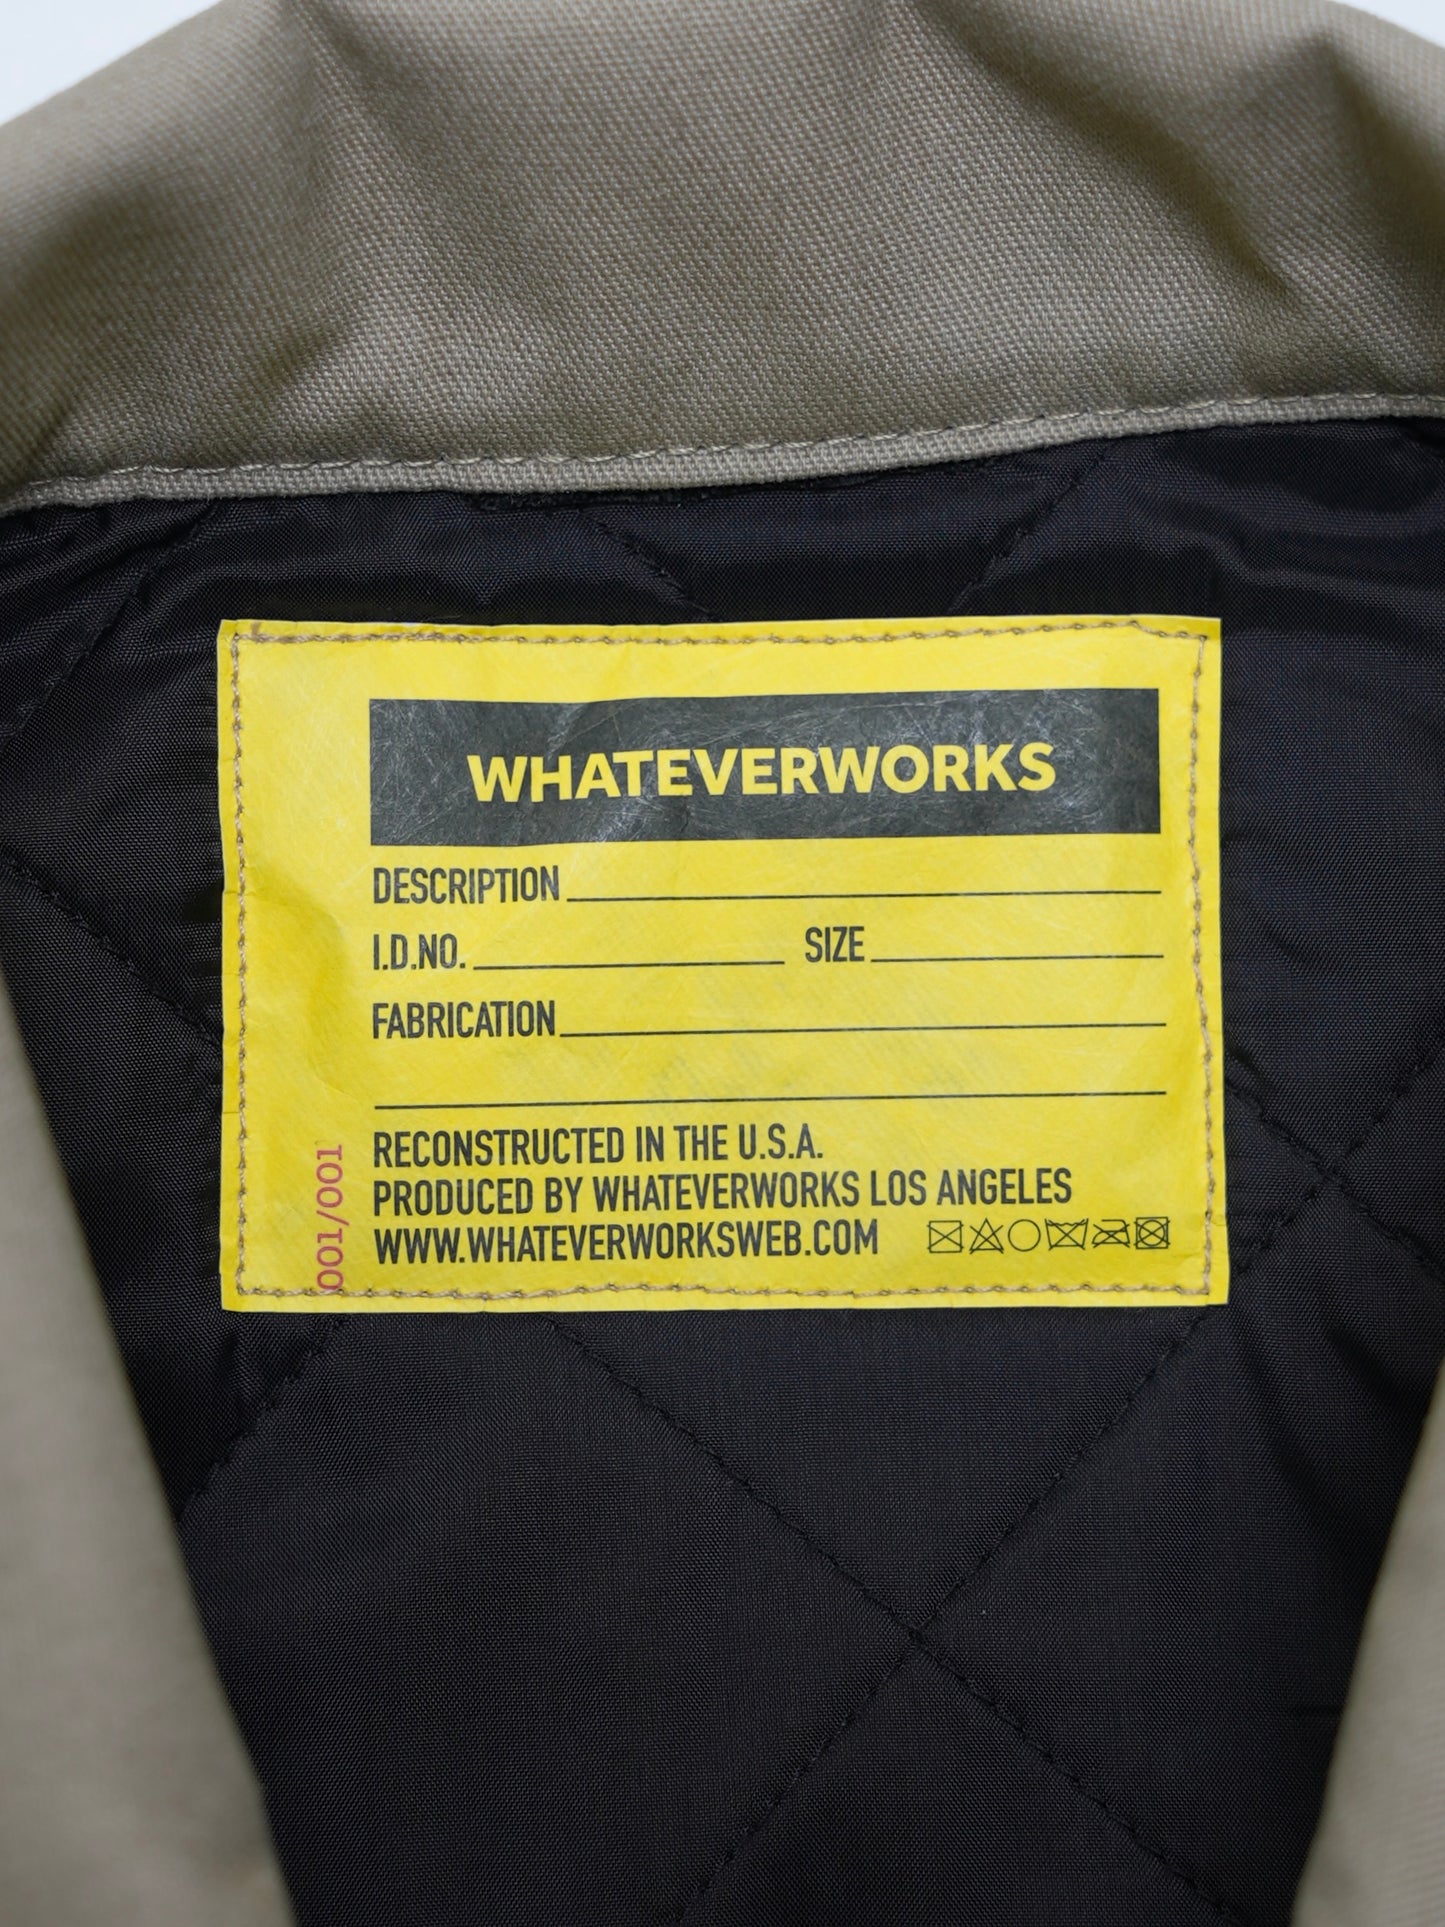 WHATEVERWORKS
DESCRIPTION
I.D.NO. SIZE
FABRICATION
RECONSTRUCTED IN THE U.S.A.
PRODUCED BY WHATEVERWORKS LOS ANGELES
WWW.WHATEVERWORKSWEB.COM
001/001